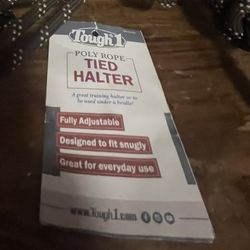 Tough 1
POLY ROPE
TIED
HALTER
A great training halter or to
be used under a bridle!
Fully Adjustable
Designed to fit snugly
Great for everyday use
www.Tough1.com